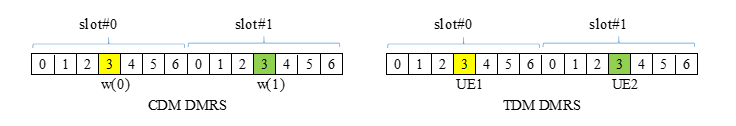 slot#0 slot#1 slot#0 slot#1
0 1 2 3 4 5 6 0 1 2 3 4 5 6 0 1 2 3 4 5 6 0 1 2 3 4 5 6
w(0) w(1) UE1 UE2
CDM DMRS TDM DMRS